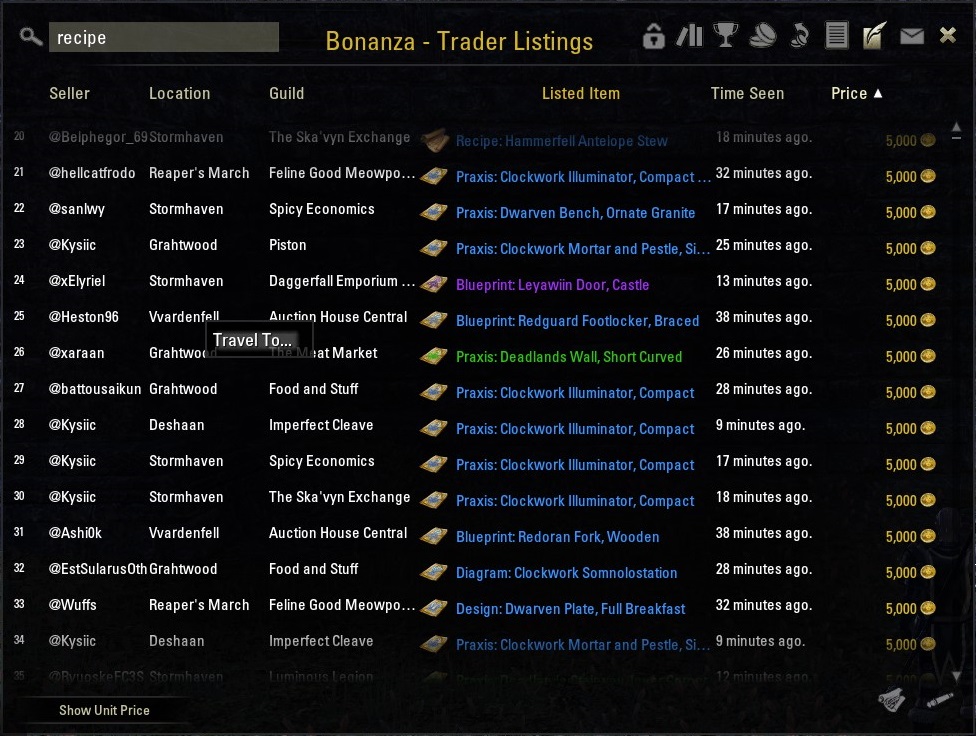 recipe
Bonanza - Trader Listings
Seller Location Guild Listed Item Time Seen Price
20 @Belphegor_69 Stormhaven The Ska'vyn Exchange Recipe: Hammerfell Antelope Stew 18 minutes ago. 5,000
21 @hellcatfrodo Reaper's March Feline Good Meowpo... Praxis: Clockwork Illuminator, Compact ... 32 minutes ago. 5,000
22 @sanlwy Stormhaven Spicy Economics Praxis: Dwarven Bench, Ornate Granite 17 minutes ago. 5,000
23 @Kysiic Grahtwood Piston Praxis: Clockwork Mortar and Pestle, Si... 25 minutes ago. 5,000
24 @xElyriel Stormhaven Daggerfall Emporium ... Blueprint: Leyawiin Door, Castle 13 minutes ago. 5,000
25 @Heston96 Vvardenfell Auction House Central Blueprint: Redguard Footlocker, Braced 38 minutes ago. 5,000
Travel To...
26 @xaraan Grahtwood The Meat Market Praxis: Deadlands Wall, Short Curved 26 minutes ago. 5,000
27 @battousaikun Grahtwood Food and Stuff Praxis: Clockwork Illuminator, Compact 28 minutes ago. 5,000
28 @Kysiic Deshaan Imperfect Cleave Praxis: Clockwork Illuminator, Compact 9 minutes ago. 5,000
29 @Kysiic Stormhaven Spicy Economics Praxis: Clockwork Illuminator, Compact 17 minutes ago. 5,000
30 @Kysiic Stormhaven The Ska'vyn Exchange Praxis: Clockwork Illuminator, Compact 18 minutes ago. 5,000
31 @Ashi0k Vvardenfell Auction House Central Blueprint: Redoran Fork, Wooden 38 minutes ago. 5,000
32 @EstSularusOth Grahtwood Food and Stuff Diagram: Clockwork Somnolostation 28 minutes ago. 5,000
33 @Wuffs Reaper's March Feline Good Meowpo... Design: Dwarven Plate, Full Breakfast 32 minutes ago. 5,000
34 @Kysiic Deshaan Imperfect Cleave Praxis: Clockwork Mortar and Pestle, Si... 9 minutes ago. 5,000
35 @RyuoskeFC3S Stormhaven Luminous Legion 12 minutes ago. 5,000
Show Unit Price